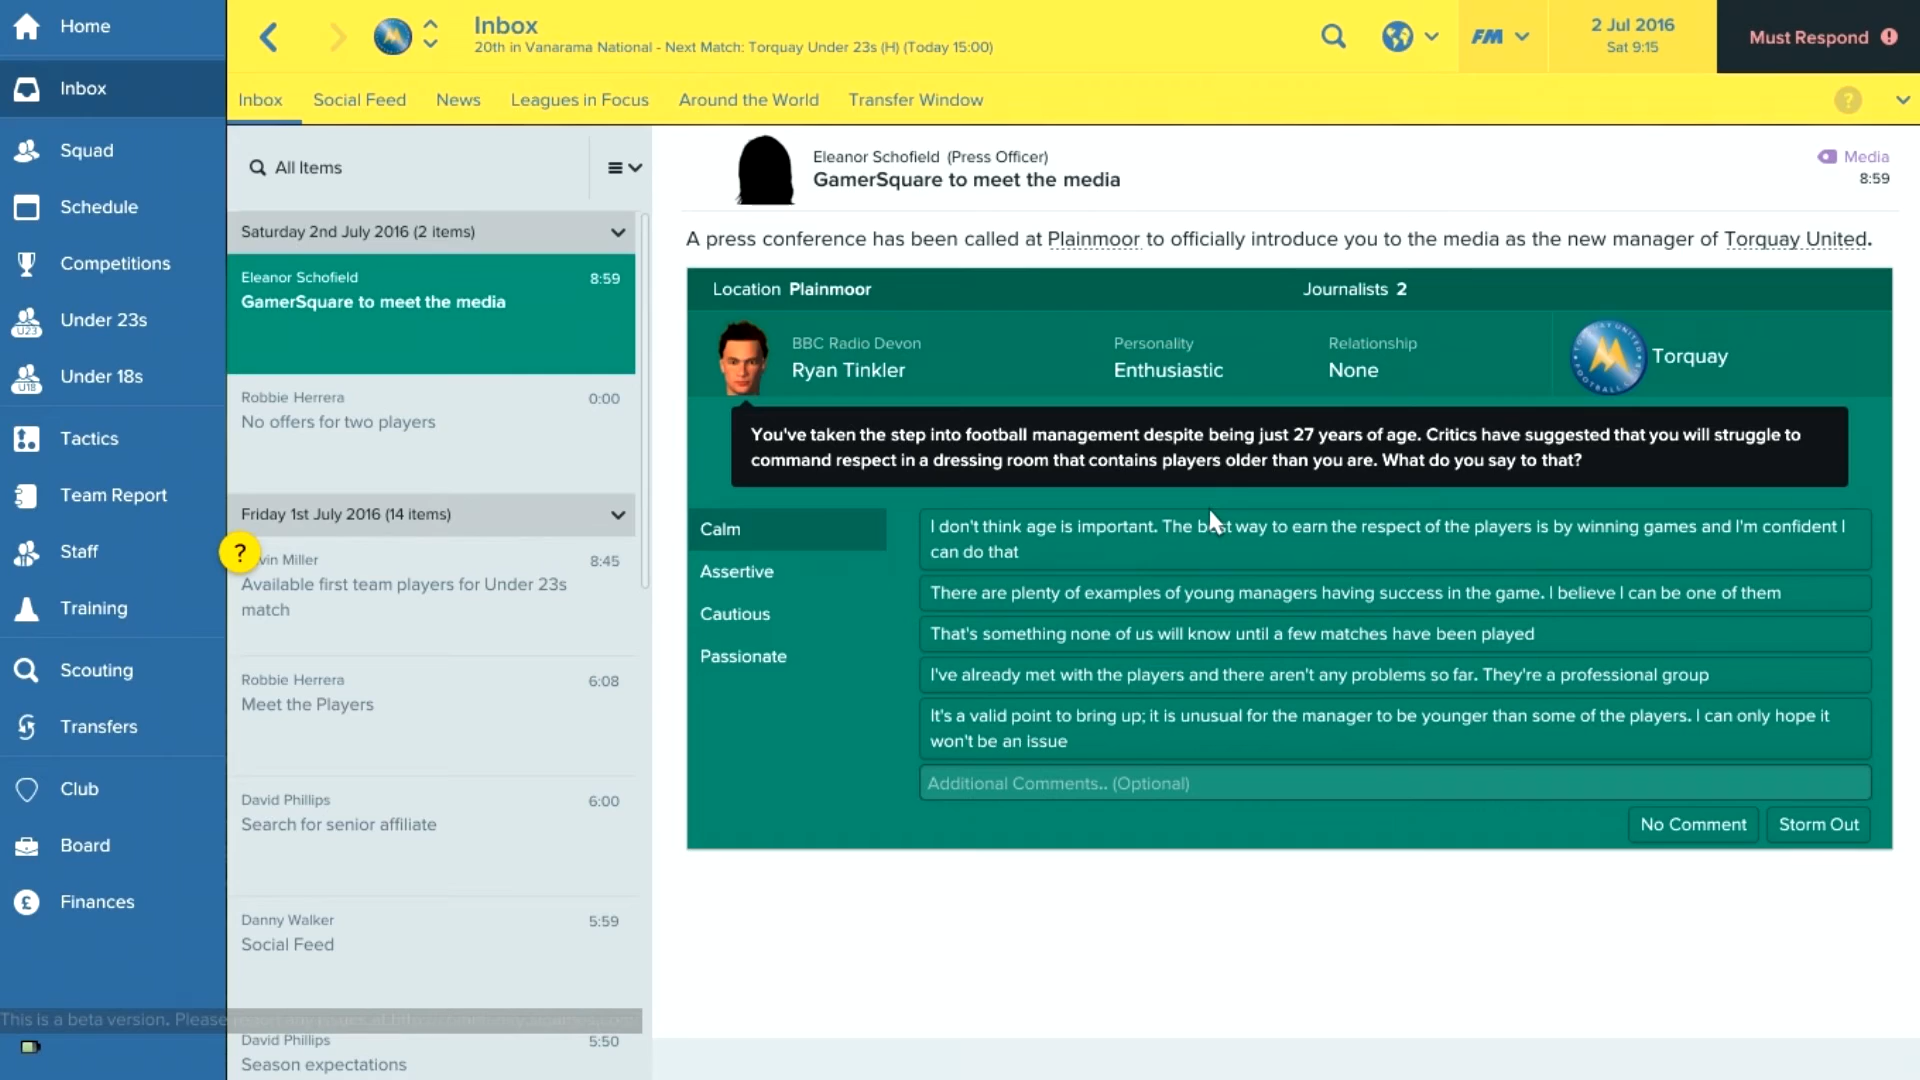 Home
Inbox
Squad
Schedule
Competitions
Under 23s
U23
Under 18s
U18
Tactics
Team Report
Staff
Training
Scouting
Transfers
Club
Board
Finances
Inbox
20th in Vanarama National - Next Match: Torquay Under 23s (H) (Today 15:00)
FM
2 Jul 2016
Sat 9:15
Must Respond
Inbox Social Feed News Leagues in Focus Around the World Transfer Window
?
All Items
Saturday 2nd July 2016 (2 items)
Eleanor Schofield 8:59
GamerSquare to meet the media
Robbie Herrera 0:00
No offers for two players
Friday 1st July 2016 (14 items)
?
vin Miller 8:45
Available first team players for Under 23s
match
Robbie Herrera 6:08
Meet the Players
David Phillips 6:00
Search for senior affiliate
Danny Walker 5:59
Social Feed
This is a beta version. Please
David Phillips 5:50
Season expectations
Eleanor Schofield (Press Officer)
GamerSquare to meet the media
Media
8:59
A press conference has been called at Plainmoor to officially introduce you to the media as the new manager of Torquay United.
Location Plainmoor Journalists 2
BBC Radio Devon Personality Relationship
Ryan Tinkler Enthusiastic None
TORQUAY UNITED
FOOTBALL CLUB
Torquay
You've taken the step into football management despite being just 27 years of age. Critics have suggested that you will struggle to
command respect in a dressing room that contains players older than you are. What do you say to that?
Calm
Assertive
Cautious
Passionate
I don't think age is important. The best way to earn the respect of the players is by winning games and I'm confident I
can do that
There are plenty of examples of young managers having success in the game. I believe I can be one of them
That's something none of us will know until a few matches have been played
I've already met with the players and there aren't any problems so far. They're a professional group
It's a valid point to bring up; it is unusual for the manager to be younger than some of the players. I can only hope it
won't be an issue
Additional Comments.. (Optional)
No Comment Storm Out